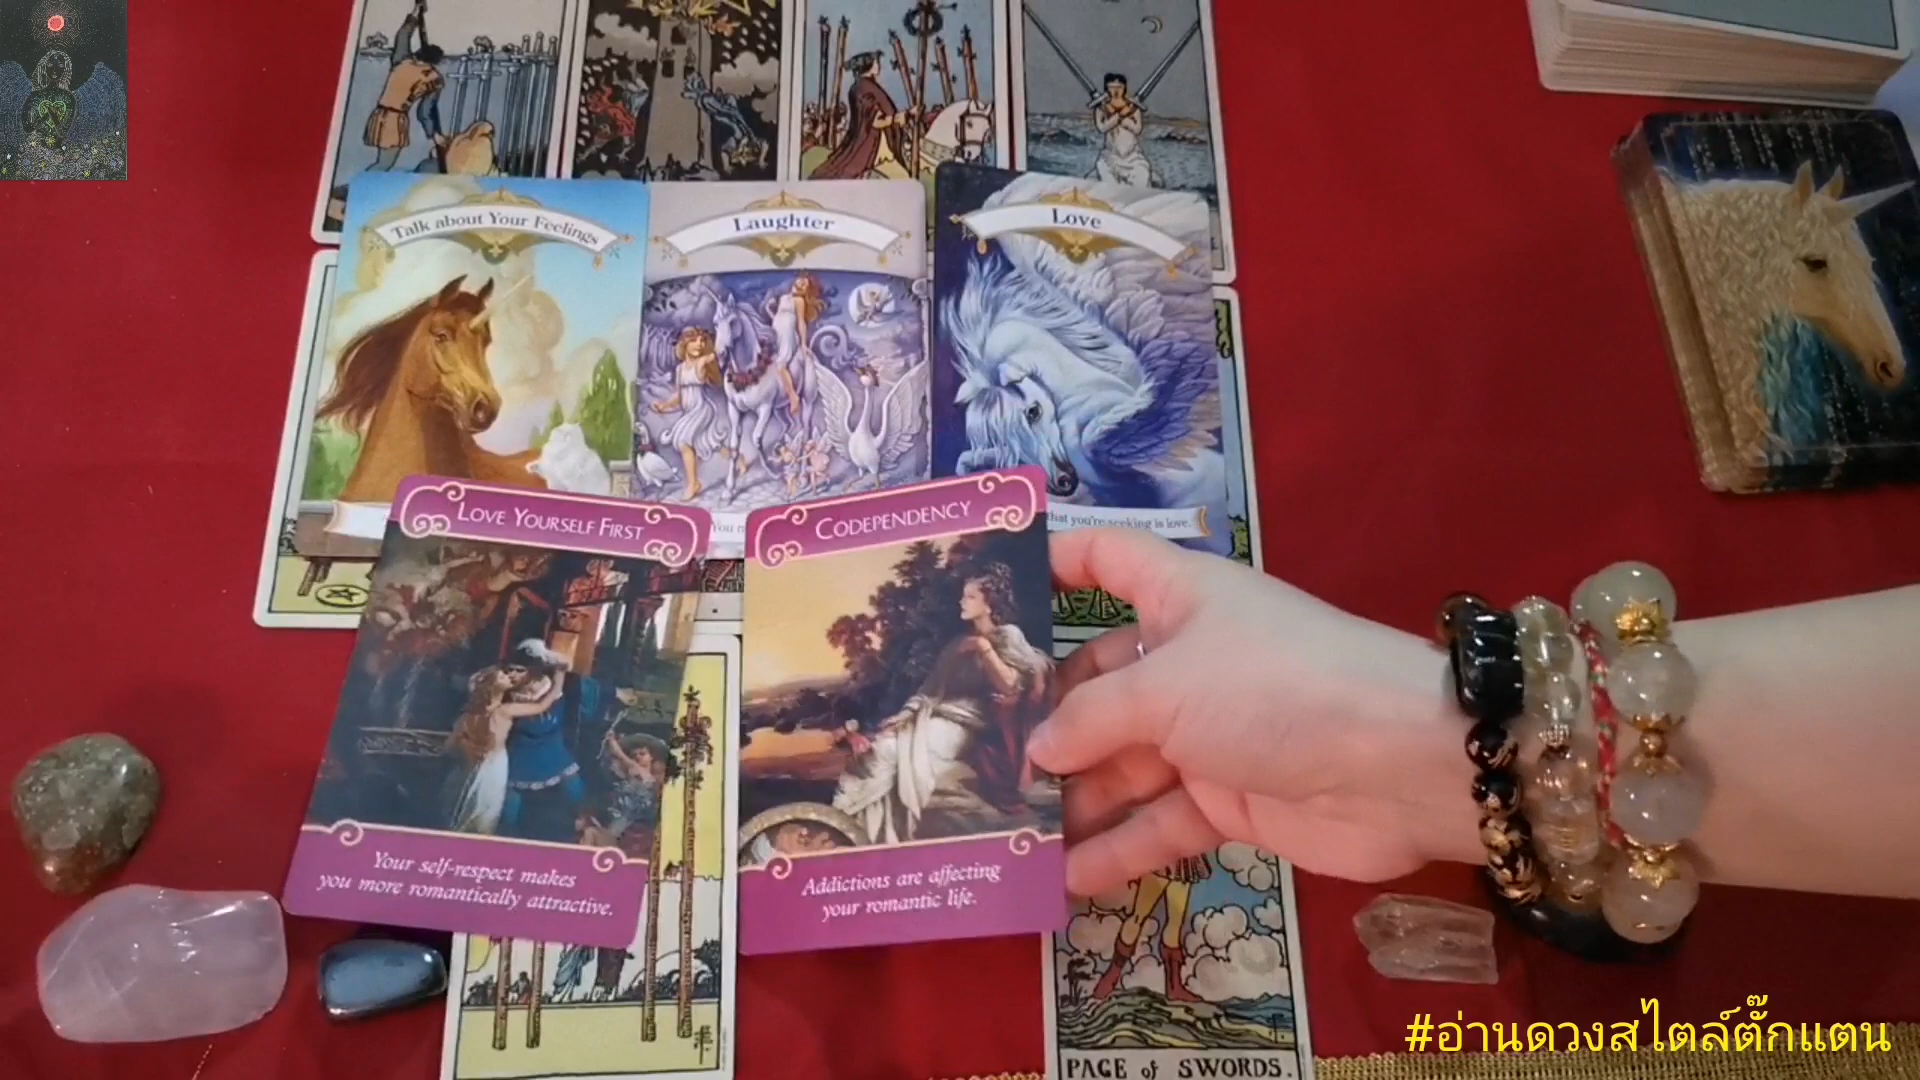 Talk about Your Feelings
Laughter
Love
You
that you're seeking is love.
LOVE YOURSELF FIRST
CODEPENDENCY
Your self-respect makes
you more romantically attractive.
Addictions are affecting
your romantic life.
PAGE of SWORDS.
#อ่านดวงสไตล์ตั๊กแตน